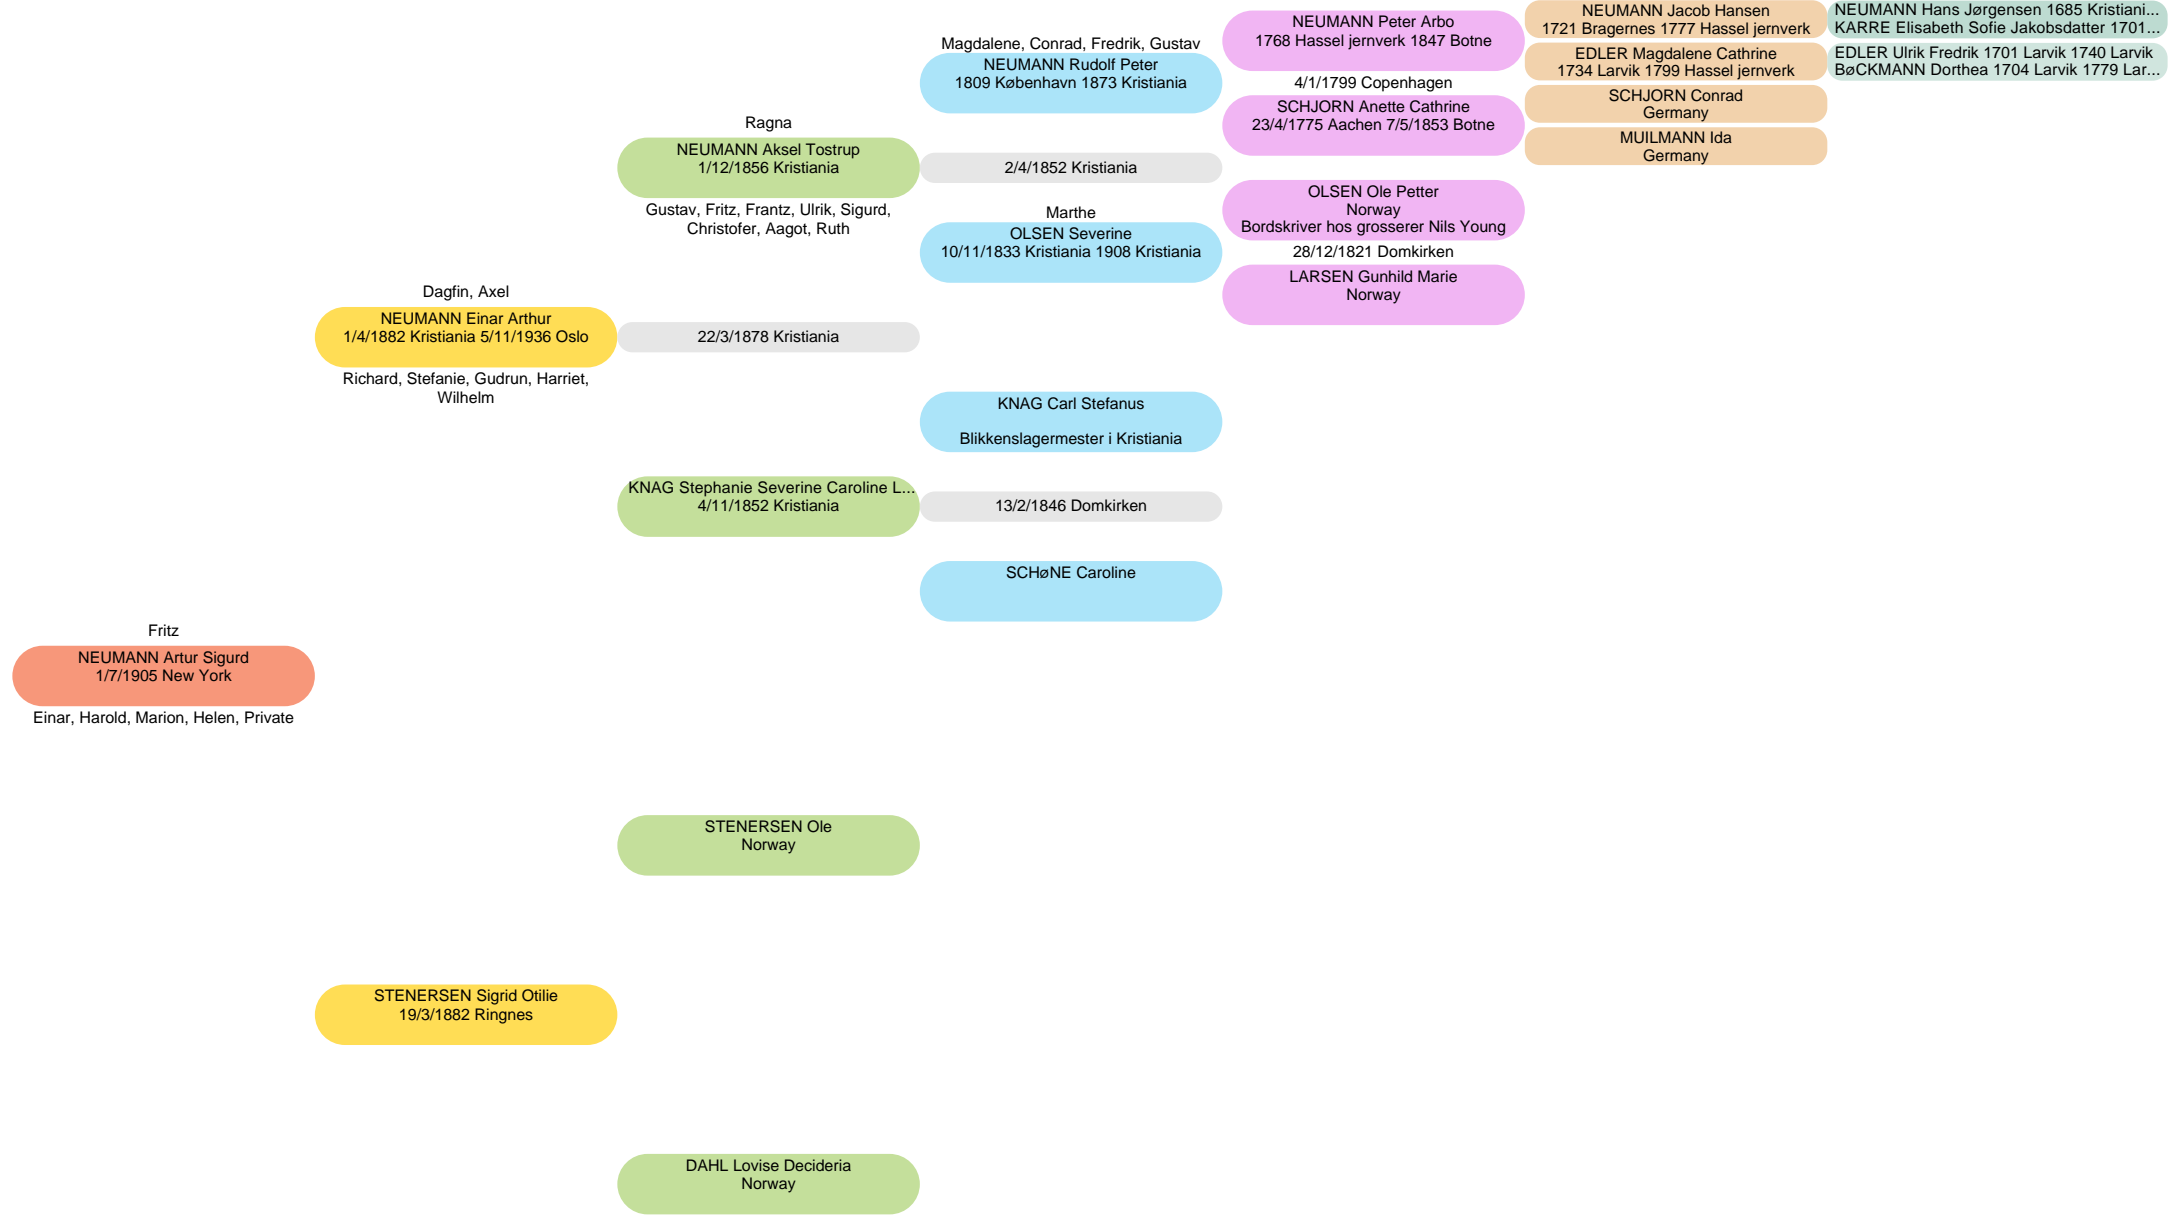 Fritz
NEUMANN Artur Sigurd
1/7/1905 New York
Einar, Harold, Marion, Helen, Private
Dagfin, Axel
NEUMANN Einar Arthur
1/4/1882 Kristiania 5/11/1936 Oslo
Richard, Stefanie, Gudrun, Harriet,
Wilhelm
STENERSEN Sigrid Otilie
19/3/1882 Ringnes
Ragna
NEUMANN Aksel Tostrup
1/12/1856 Kristiania
Gustav, Fritz, Frantz, Ulrik, Sigurd,
Christofer, Aagot, Ruth
22/3/1878 Kristiania
KNAG Stephanie Severine Caroline L...
4/11/1852 Kristiania
STENERSEN Ole
Norway
DAHL Lovise Decideria
Norway
Magdalene, Conrad, Fredrik, Gustav
NEUMANN Rudolf Peter
1809 København 1873 Kristiania
2/4/1852 Kristiania
Marthe
OLSEN Severine
10/11/1833 Kristiania 1908 Kristiania
KNAG Carl Stefanus
Blikkenslagermester i Kristiania
13/2/1846 Domkirken
SCHøNE Caroline
NEUMANN Peter Arbo
1768 Hassel jernverk 1847 Botne
4/1/1799 Copenhagen
SCHJORN Anette Cathrine
23/4/1775 Aachen 7/5/1853 Botne
OLSEN Ole Petter
Norway
Bordskriver hos grosserer Nils Young
28/12/1821 Domkirken
LARSEN Gunhild Marie
Norway
NEUMANN Jacob Hansen
1721 Bragernes 1777 Hassel jernverk
EDLER Magdalene Cathrine
1734 Larvik 1799 Hassel jernverk
SCHJORN Conrad
Germany
MUILMANN Ida
Germany
NEUMANN Hans Jørgensen 1685 Kristiani...
KARRE Elisabeth Sofie Jakobsdatter 1701...
EDLER Ulrik Fredrik 1701 Larvik 1740 Larvik
BøCKMANN Dorthea 1704 Larvik 1779 Lar...